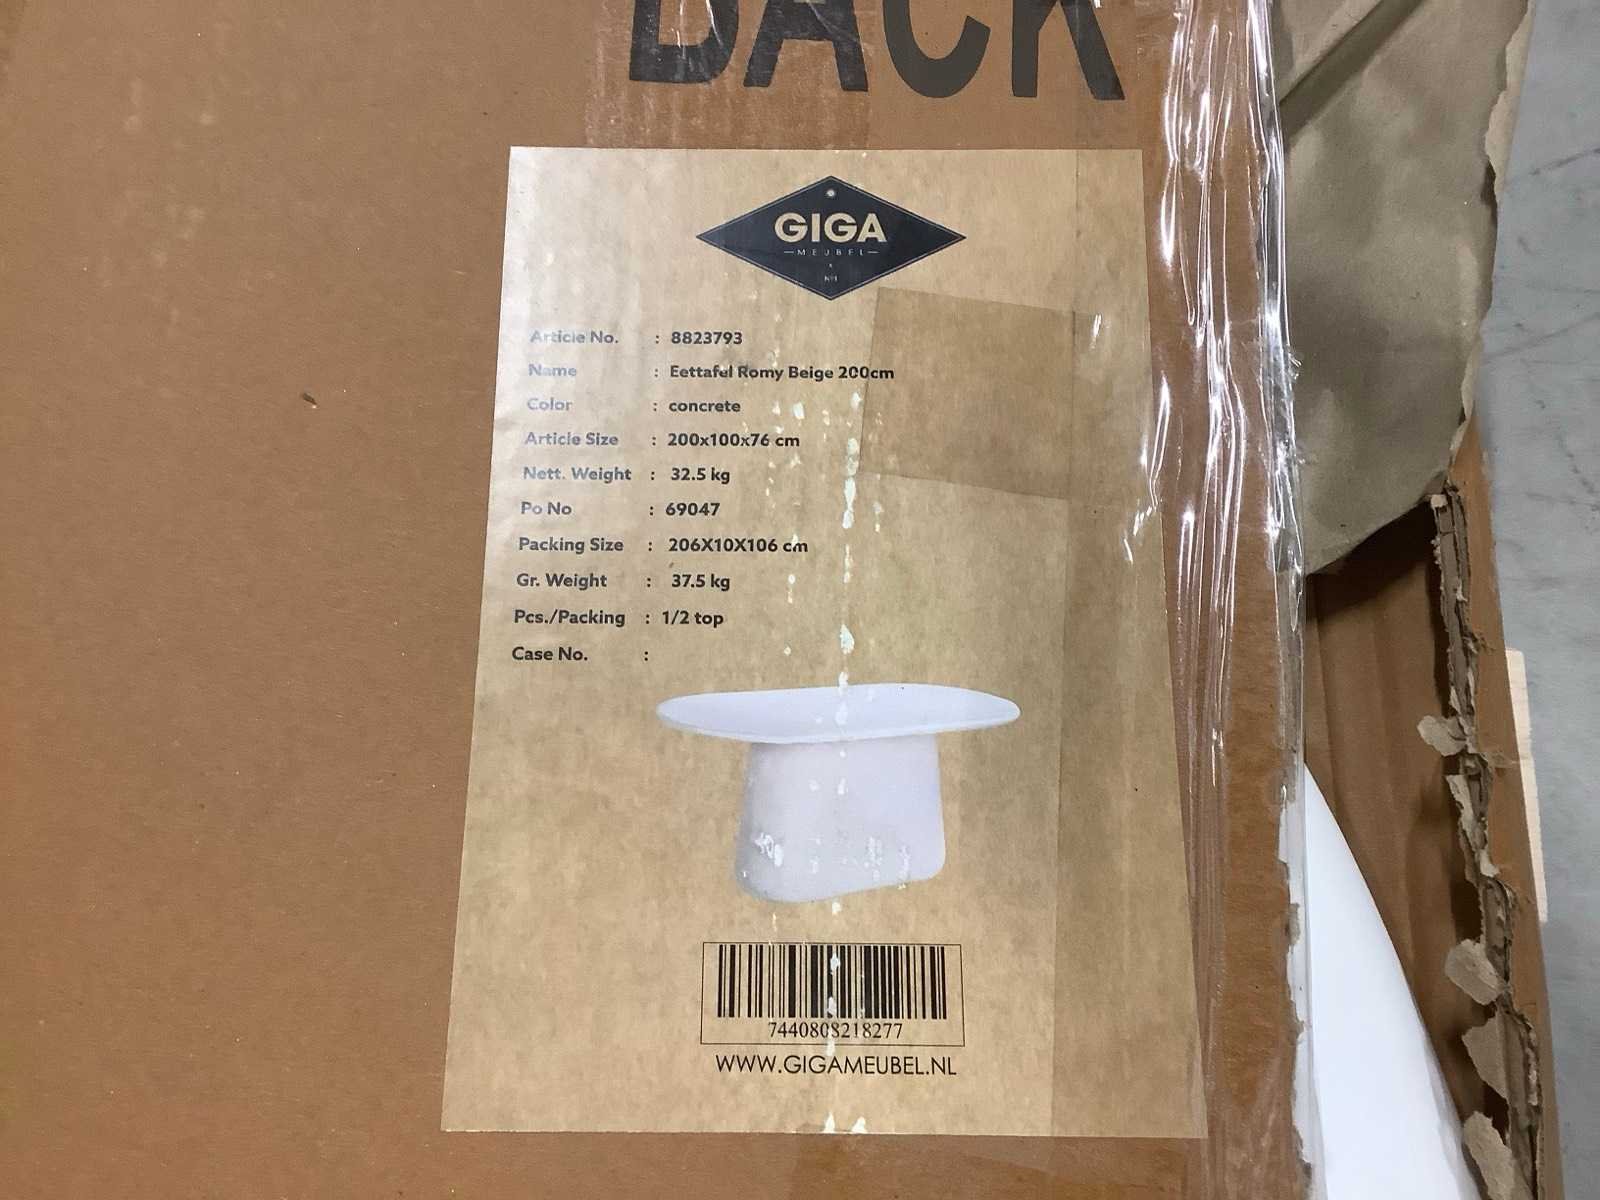 BACK
GIGA
MEUBEL
x
Nº1
Article No. : 8823793
Name : Eettafel Romy Beige 200cm
Color : concrete
Article Size : 200x100x76 cm
Nett. Weight : 32.5 kg
Po No : 69047
Packing Size : 206X10X106 cm
Gr. Weight : 37.5 kg
Pcs./Packing : 1/2 top
Case No. :
7440808218277
WWW.GIGAMEUBEL.NL